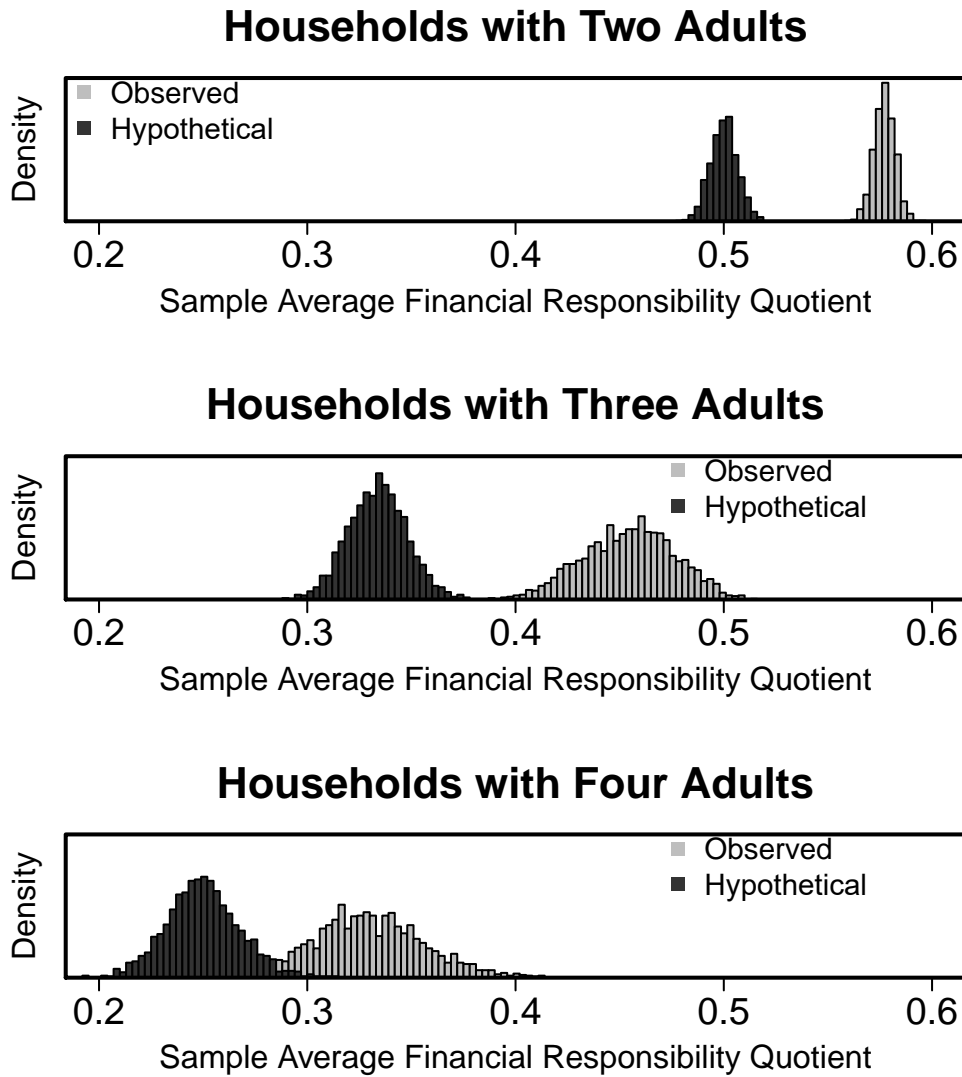 Households with Two Adults
Observed
Hypothetical
Density
0.2 0.3 0.4 0.5 0.6
Sample Average Financial Responsibility Quotient
Households with Three Adults
Observed
Hypothetical
Density
0.2 0.3 0.4 0.5 0.6
Sample Average Financial Responsibility Quotient
Households with Four Adults
Observed
Hypothetical
Density
0.2 0.3 0.4 0.5 0.6
Sample Average Financial Responsibility Quotient